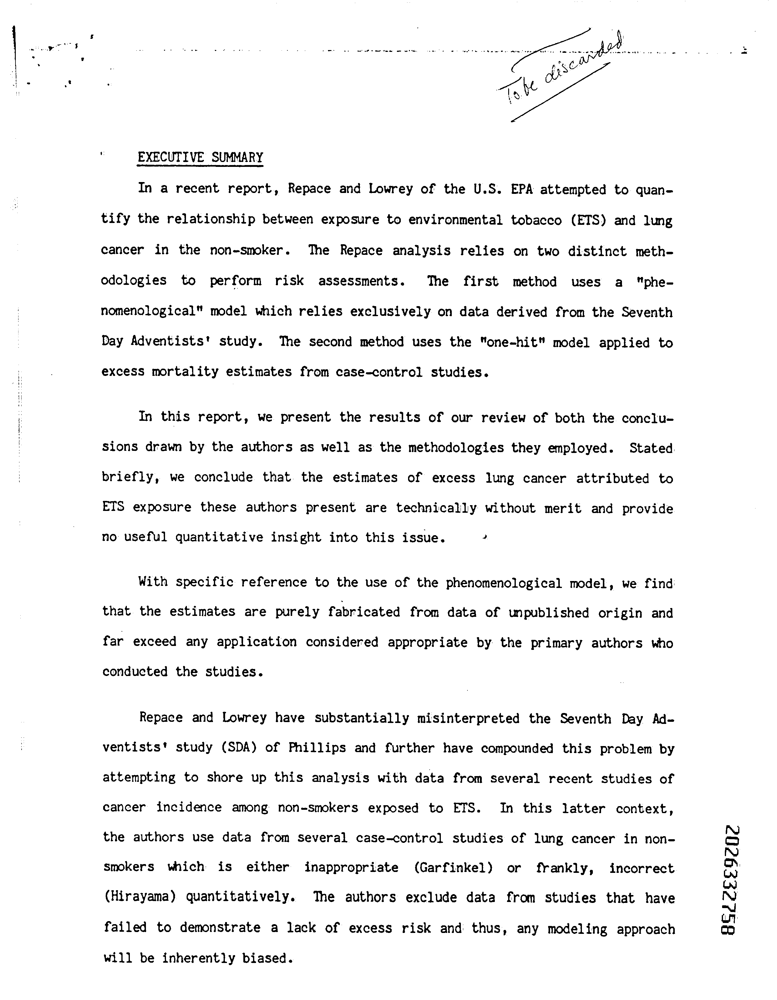 To be discarded
EXECUTIVE SUMMARY
In a recent report, Repace and Lowrey of the U.S. EPA attempted to quan-
tify the relationship between exposure to environmental tobacco (ETS) and lung
cancer in the non-smoker. The Repace analysis relies on two distinct meth-
odologies to perform risk assessments. The first method uses a "phe-
nomenological" model which relies exclusively on data derived from the Seventh
Day Adventists' study. The second method uses the "one-hit" model applied to
excess mortality estimates from case-control studies.
In this report, we present the results of our review of both the conclu-
sions drawn by the authors as well as the methodologies they employed. Stated
briefly, we conclude that the estimates of excess lung cancer attributed to
ETS exposure these authors present are technically without merit and provide
no useful quantitative insight into this issue.
With specific reference to the use of the phenomenological model, we find
that the estimates are purely fabricated from data of unpublished origin and
far exceed any application considered appropriate by the primary authors who
conducted the studies.
Repace and Lowrey have substantially misinterpreted the Seventh Day Ad-
ventists' study (SDA) of Phillips and further have compounded this problem by
attempting to shore up this analysis with data from several recent studies of
cancer incidence among non-smokers exposed to ETS. In this latter context,
the authors use data from several case-control studies of lung cancer in non-
smokers which is either inappropriate (Garfinkel) or frankly, incorrect
(Hirayama) quantitatively. The authors exclude data from studies that have
failed to demonstrate a lack of excess risk and thus, any modeling approach
will be inherently biased.
2026332758